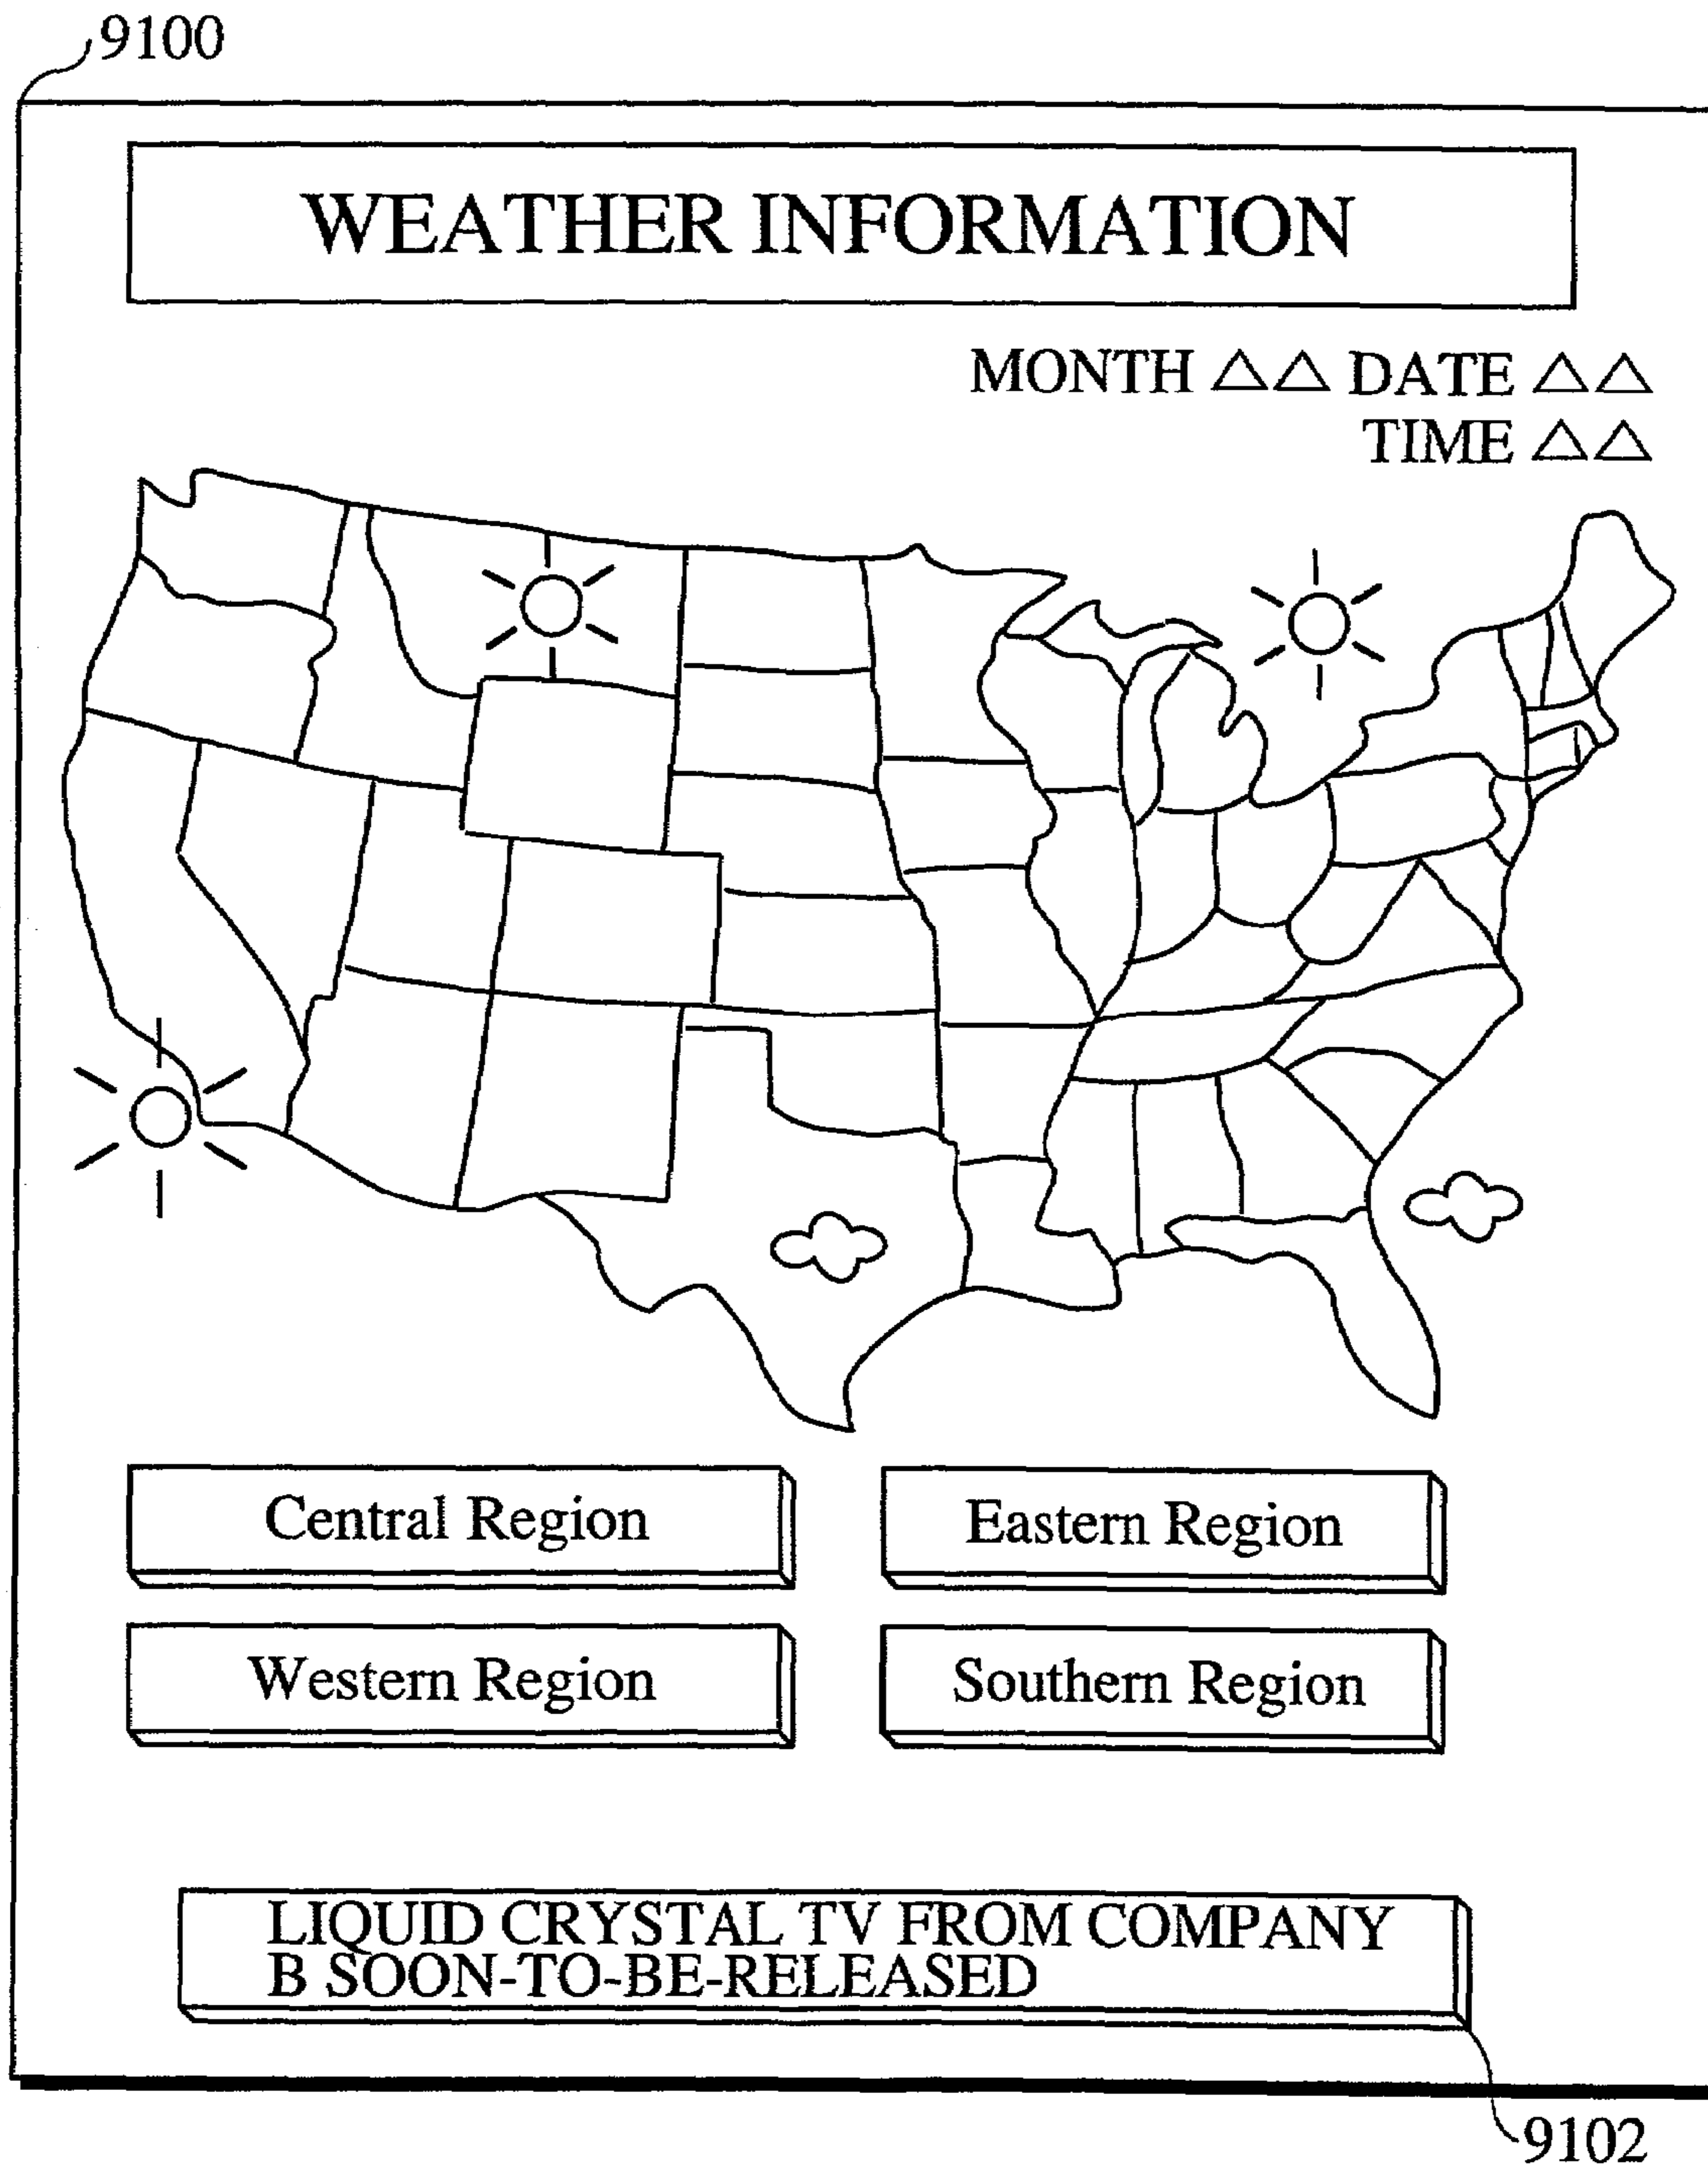 9100
WEATHER INFORMATION
MONTH △△ DATE △△
TIME △△
Central Region
Eastern Region
Western Region
Southern Region
LIQUID CRYSTAL TV FROM COMPANY
B SOON-TO-BE-RELEASED
9102